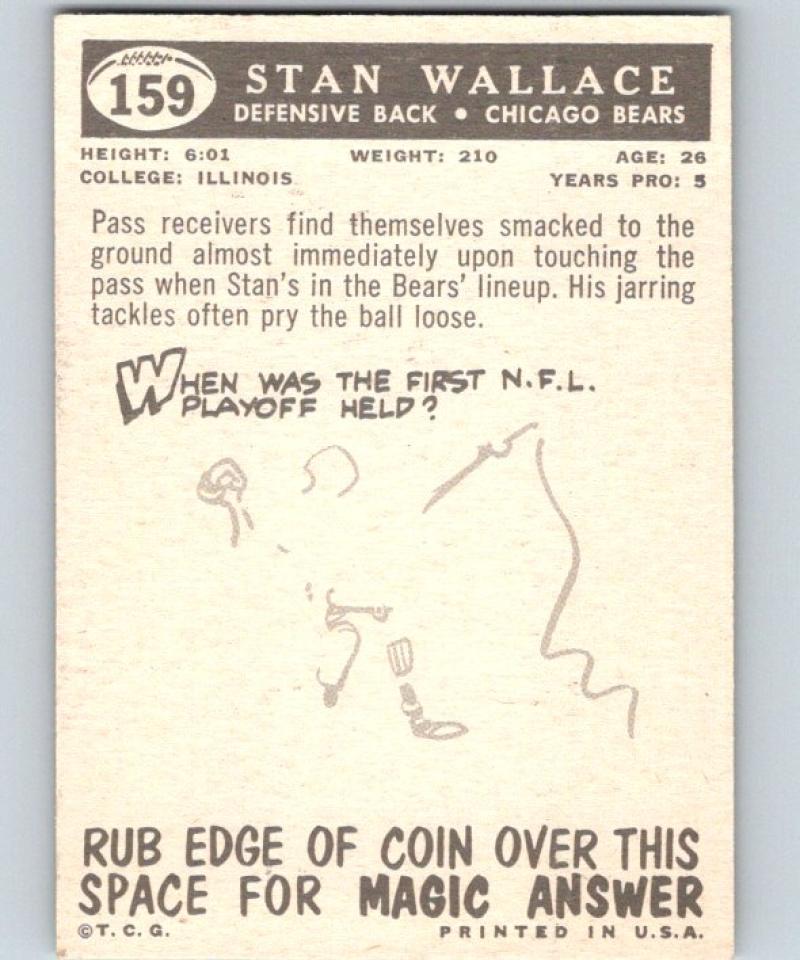 159
STAN WALLACE
DEFENSIVE BACK • CHICAGO BEARS
HEIGHT: 6:01 WEIGHT: 210 AGE: 26
COLLEGE: ILLINOIS YEARS PRO: 5
Pass receivers find themselves smacked to the
ground almost immediately upon touching the
pass when Stan's in the Bears' lineup. His jarring
tackles often pry the ball loose.
WHEN WAS THE FIRST N.F.L.
PLAYOFF HELD?
RUB EDGE OF COIN OVER THIS
SPACE FOR MAGIC ANSWER
©T.C.G. PRINTED IN U.S.A.